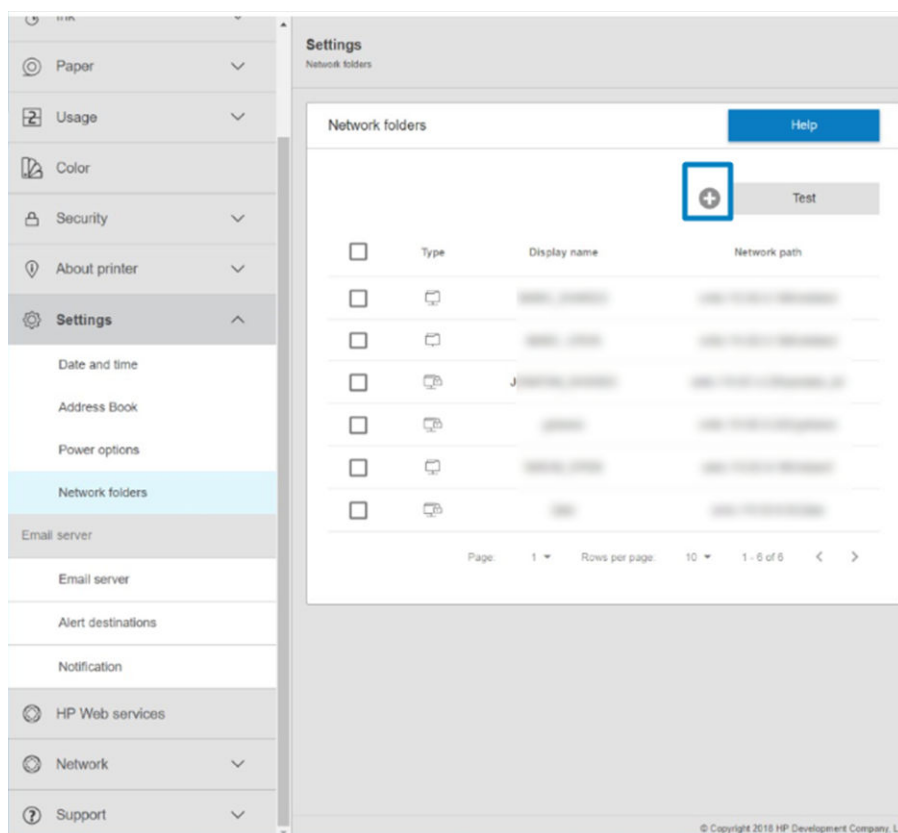 Settings
Network folders
Paper
Usage
Color
Security
About printer
Settings
Date and time
Address Book
Power options
Network folders
Email server
Email server
Alert destinations
Notification
HP Web services
Network
Support
Network folders
Help
Test
Type Display name Network path
J
Page: 1 Rows per page: 10 1 - 6 of 6
© Copyright 2018 HP Development Company, L